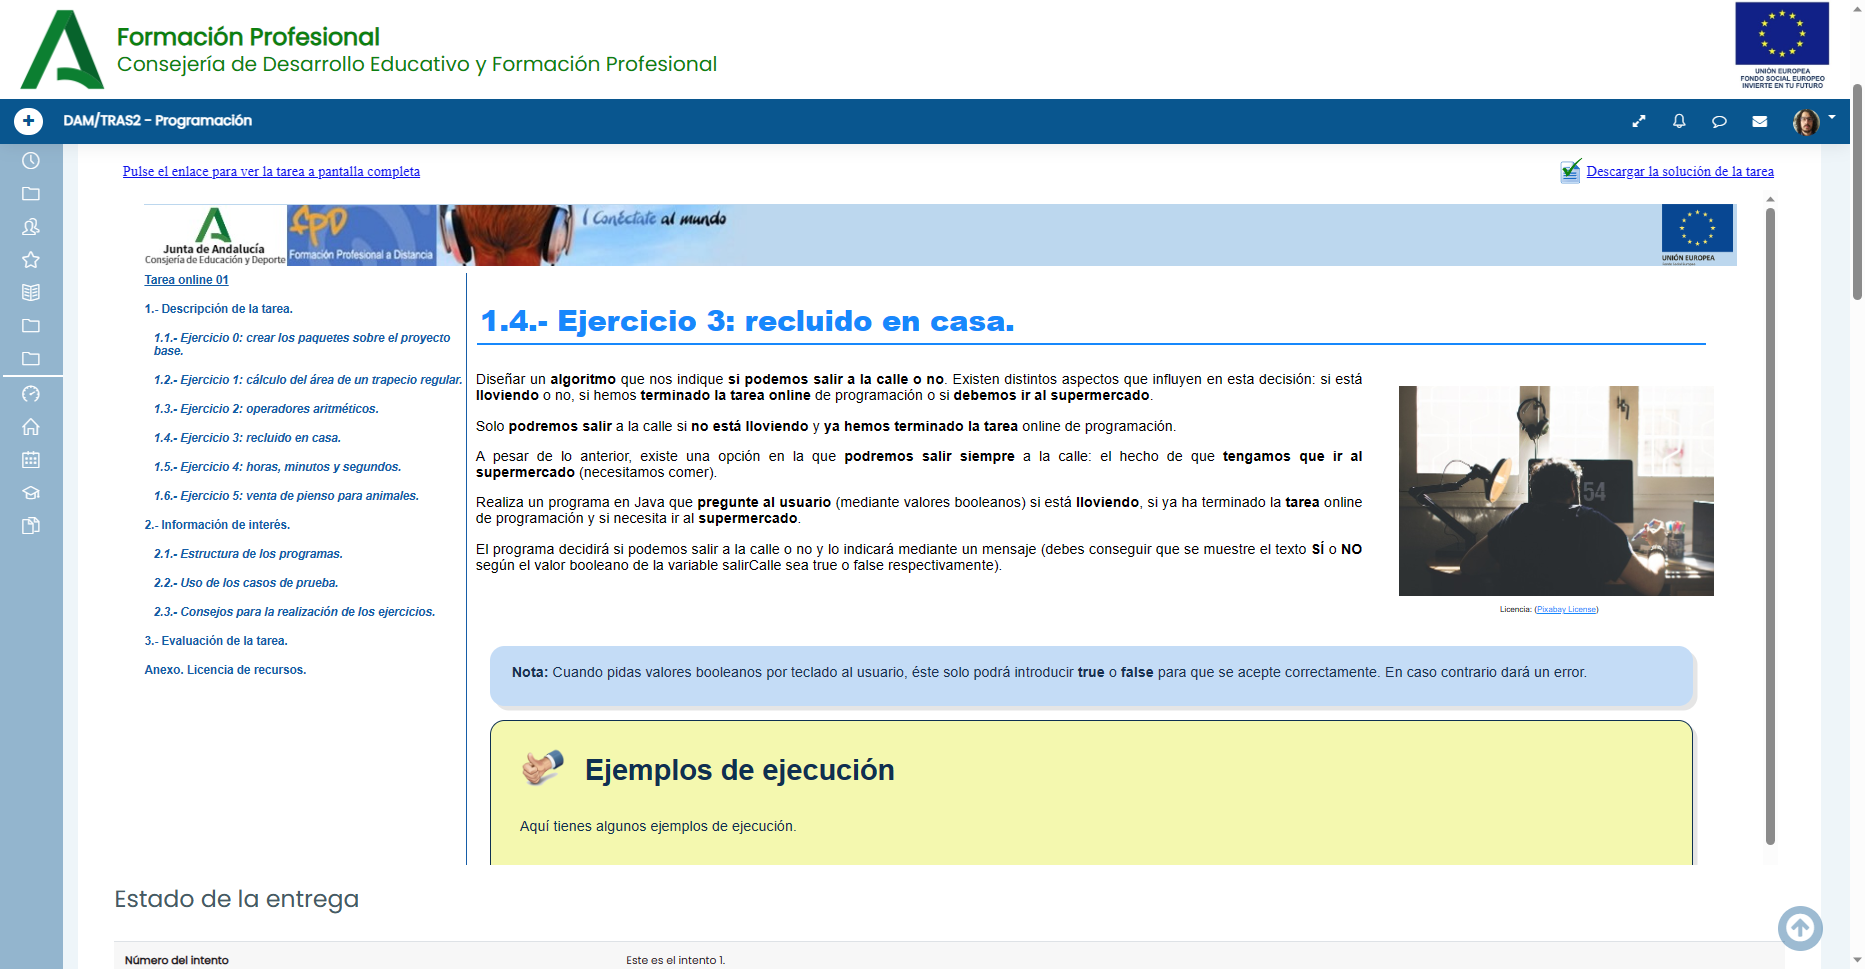 Formación Profesional
Consejería de Desarrollo Educativo y Formación Profesional
UNIÓN EUROPEA
FONDO SOCIAL EUROPEO
INVIERTE EN TU FUTURO
DAM/TRAS2 - Programación
Pulse el enlace para ver la tarea a pantalla completa
Descargar la solución de la tarea
Junta de Andalucía
Consejería de Educación y Deporte
fpD
Formación Profesional a Distancia
Conéctate al mundo
UNIÓN EUROPEA
Tarea online 01
1.- Descripción de la tarea.
1.1.- Ejercicio 0: crear los paquetes sobre el proyecto
base.
1.2.- Ejercicio 1: cálculo del área de un trapecio regular.
1.3.- Ejercicio 2: operadores aritméticos.
1.4.- Ejercicio 3: recluido en casa.
1.5.- Ejercicio 4: horas, minutos y segundos.
1.6.- Ejercicio 5: venta de pienso para animales.
2.- Información de interés.
2.1.- Estructura de los programas.
2.2.- Uso de los casos de prueba.
2.3.- Consejos para la realización de los ejercicios.
3.- Evaluación de la tarea.
Anexo. Licencia de recursos.
1.4.- Ejercicio 3: recluido en casa.
Diseñar un algoritmo que nos indique si podemos salir a la calle o no. Existen distintos aspectos que influyen en esta decisión: si está
lloviendo o no, si hemos terminado la tarea online de programación o si debemos ir al supermercado.
Solo podremos salir a la calle si no está lloviendo y ya hemos terminado la tarea online de programación.
A pesar de lo anterior, existe una opción en la que podremos salir siempre a la calle: el hecho de que tengamos que ir al
supermercado (necesitamos comer).
Realiza un programa en Java que pregunte al usuario (mediante valores booleanos) si está lloviendo, si ya ha terminado la tarea online
de programación y si necesita ir al supermercado.
El programa decidirá si podemos salir a la calle o no y lo indicará mediante un mensaje (debes conseguir que se muestre el texto SÍ o NO
según el valor booleano de la variable salirCalle sea true o false respectivamente).
54
Licencia: (Pixabay License)
Nota: Cuando pidas valores booleanos por teclado al usuario, éste solo podrá introducir true o false para que se acepte correctamente. En caso contrario dará un error.
Ejemplos de ejecución
Aquí tienes algunos ejemplos de ejecución.
Estado de la entrega
Número del intento
Este es el intento 1.